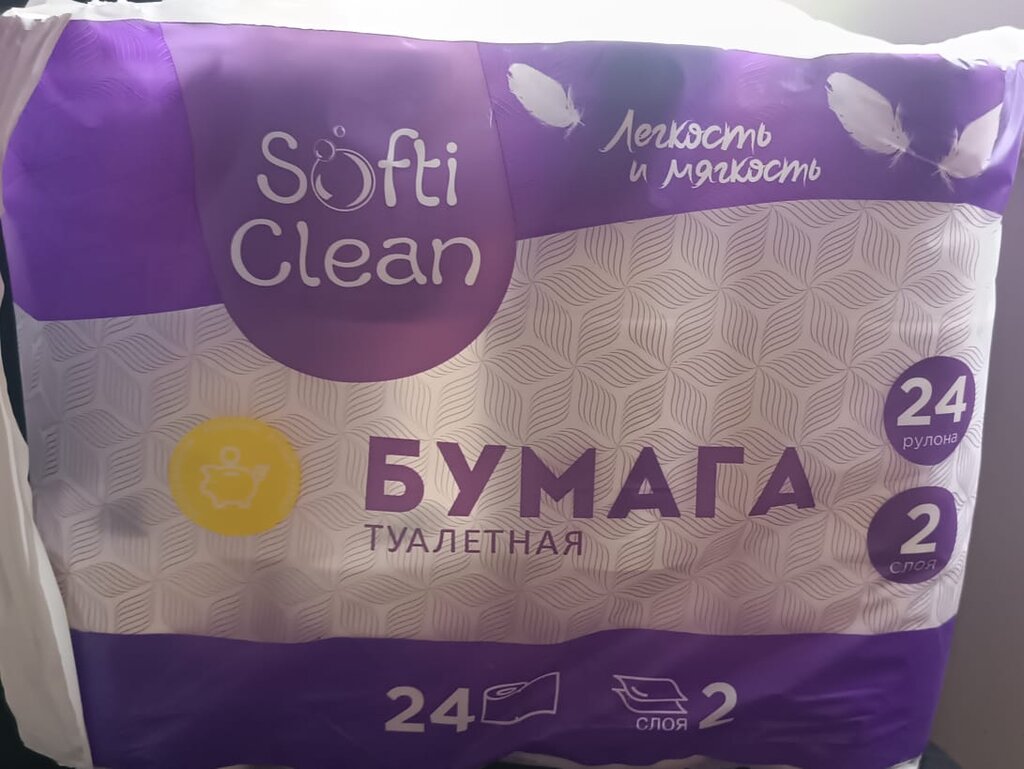 Softi
Clean
Легкость
и мягкость
БУМАГА
ТУАЛЕТНАЯ
24
рулона
2
слоя
24
слоя 2